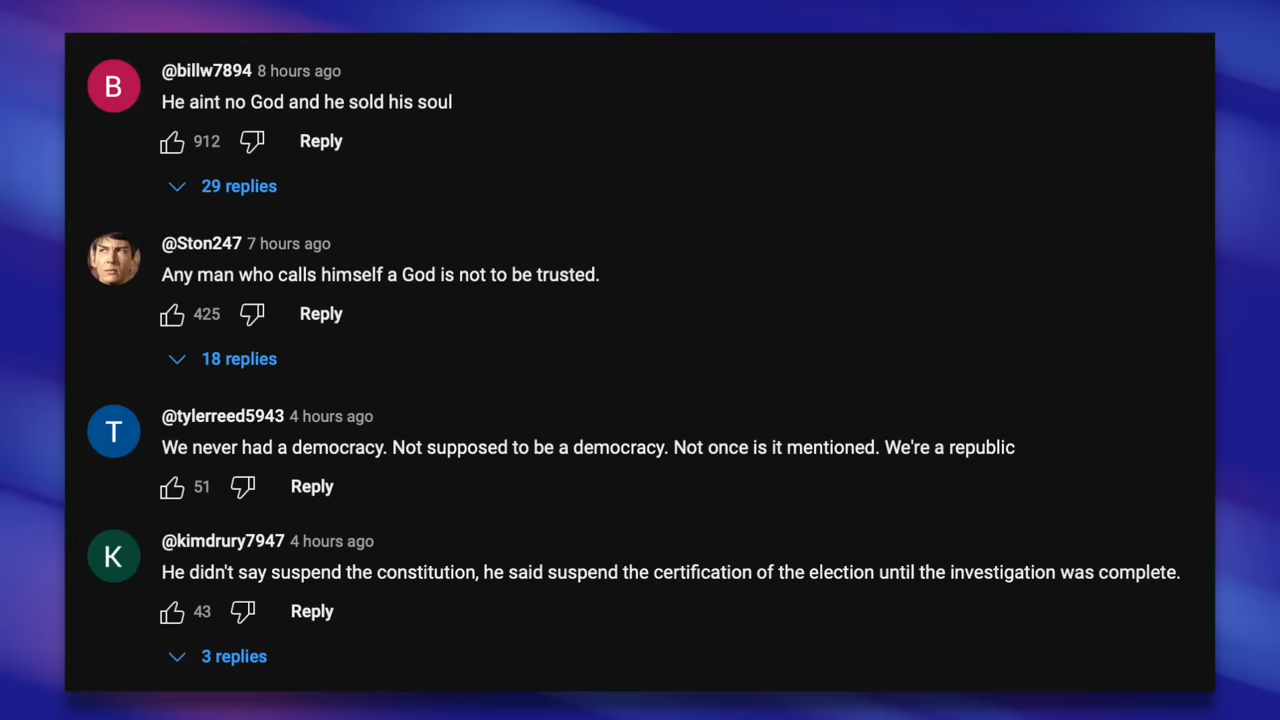 B
@billw7894 8 hours ago
He aint no God and he sold his soul
912 Reply
29 replies
@Ston247 7 hours ago
Any man who calls himself a God is not to be trusted.
425 Reply
18 replies
T
@tylerreed5943 4 hours ago
We never had a democracy. Not supposed to be a democracy. Not once is it mentioned. We're a republic
51 Reply
K
@kimdrury7947 4 hours ago
He didn't say suspend the constitution, he said suspend the certification of the election until the investigation was complete.
43 Reply
3 replies